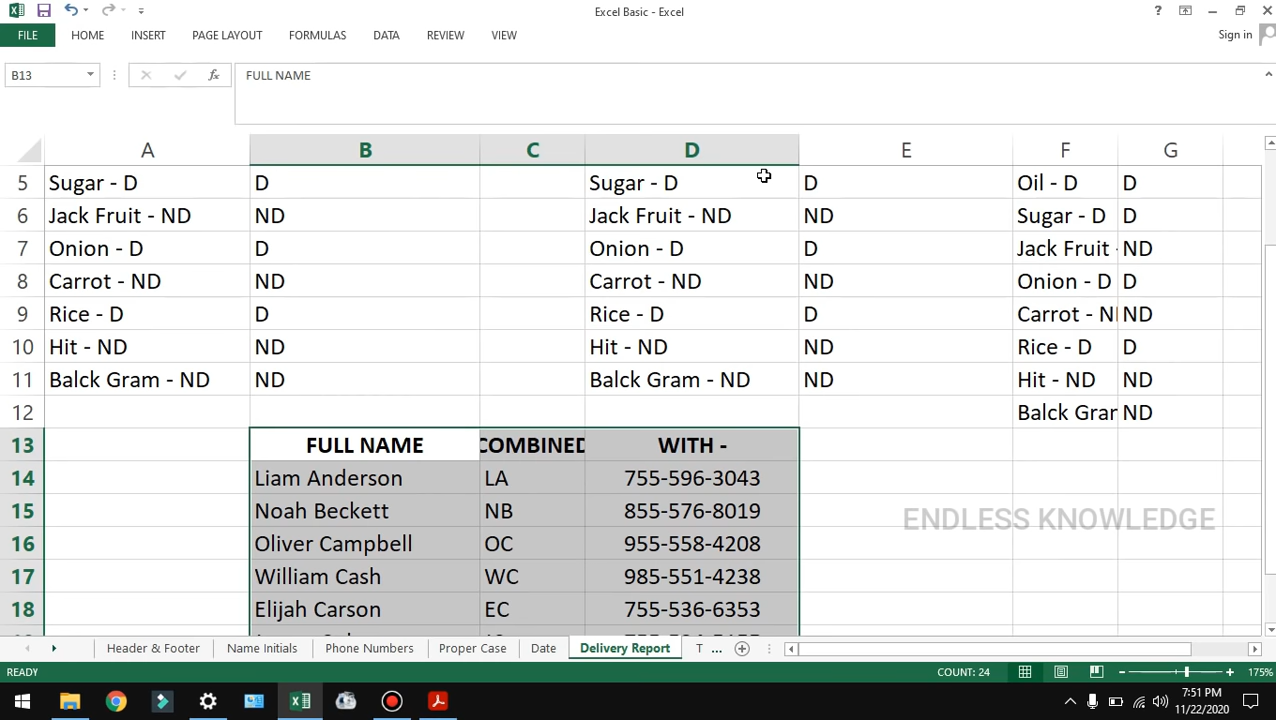 Excel Basic - Excel
?
FILE HOME INSERT PAGE LAYOUT FORMULAS DATA REVIEW VIEW Sign in
B13 fx FULL NAME
A B C D E F G
5 Sugar - D D Sugar - D D Oil - D D
6 Jack Fruit - ND ND Jack Fruit - ND ND Sugar - D D
7 Onion - D D Onion - D D Jack Fruit - ND
8 Carrot - ND ND Carrot - ND ND Onion - D D
9 Rice - D D Rice - D D Carrot - N ND
10 Hit - ND ND Hit - ND ND Rice - D D
11 Balck Gram - ND ND Balck Gram - ND ND Hit - ND ND
12 Balck Gra ND
13 FULL NAME COMBINED WITH -
14 Liam Anderson LA 755-596-3043
15 Noah Beckett NB 855-576-8019
ENDLESS KNOWLEDGE
16 Oliver Campbell OC 955-558-4208
17 William Cash WC 985-551-4238
18 Elijah Carson EC 755-536-6353
Header & Footer Name Initials Phone Numbers Proper Case Date Delivery Report T ...
READY COUNT: 24 175%
7:51 PM
11/22/2020